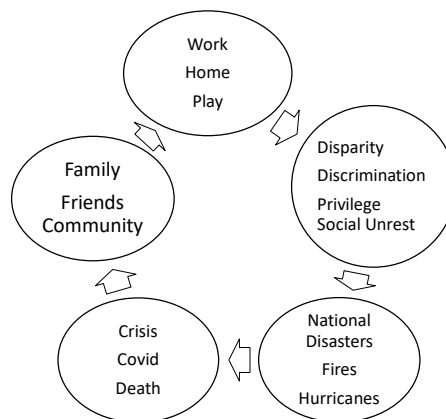 Work
Home
Play
Disparity
Discrimination
Privilege
Social Unrest
National
Disasters
Fires
Hurricanes
Crisis
Covid
Death
Family
Friends
Community